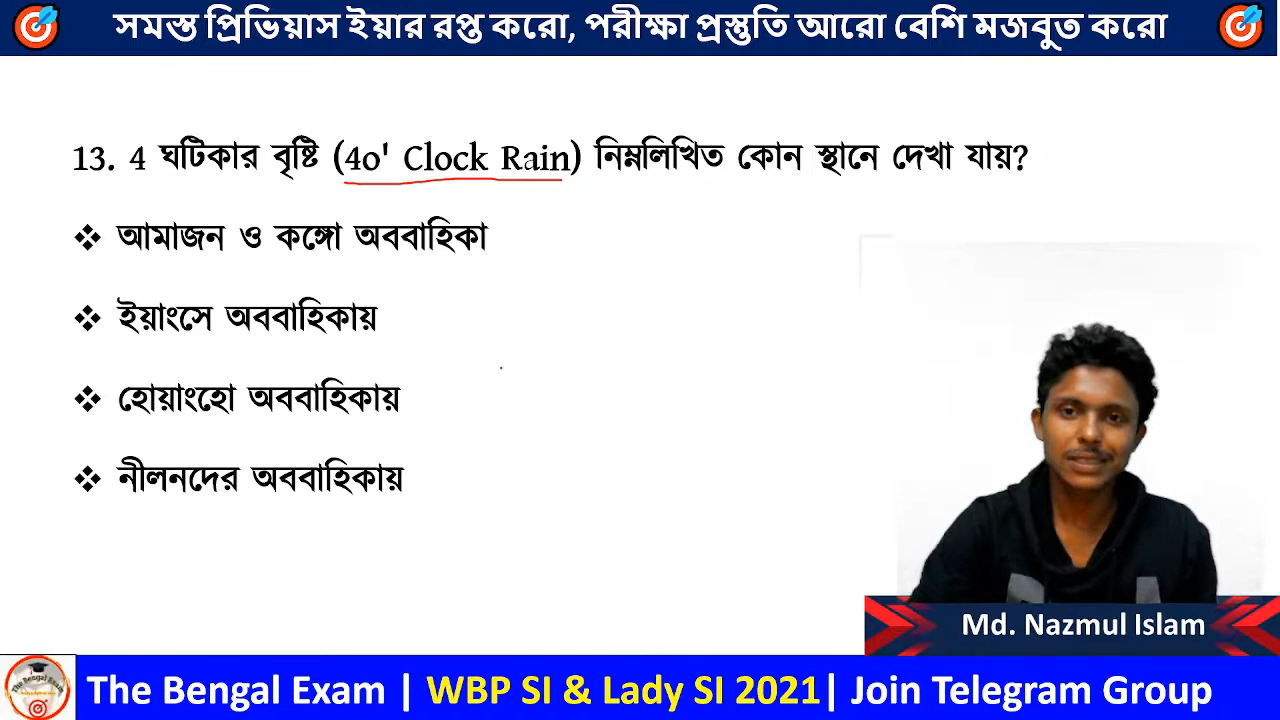 সমস্ত প্রিভিয়াস ইয়ার রপ্ত করো, পরীক্ষা প্রস্তুতি আরো বেশি মজবুত করো
13. 4 ঘটিকার বৃষ্টি (4o' Clock Rain) নিম্নলিখিত কোন স্থানে দেখা যায়?
❖ আমাজন ও কঙ্গো অববাহিকা
❖ ইয়াংসে অববাহিকায়
❖ হোয়াংহো অববাহিকায়
❖ নীলনদের অববাহিকায়
Md. Nazmul Islam
The Bengal Exam | WBP SI & Lady SI 2021| Join Telegram Group